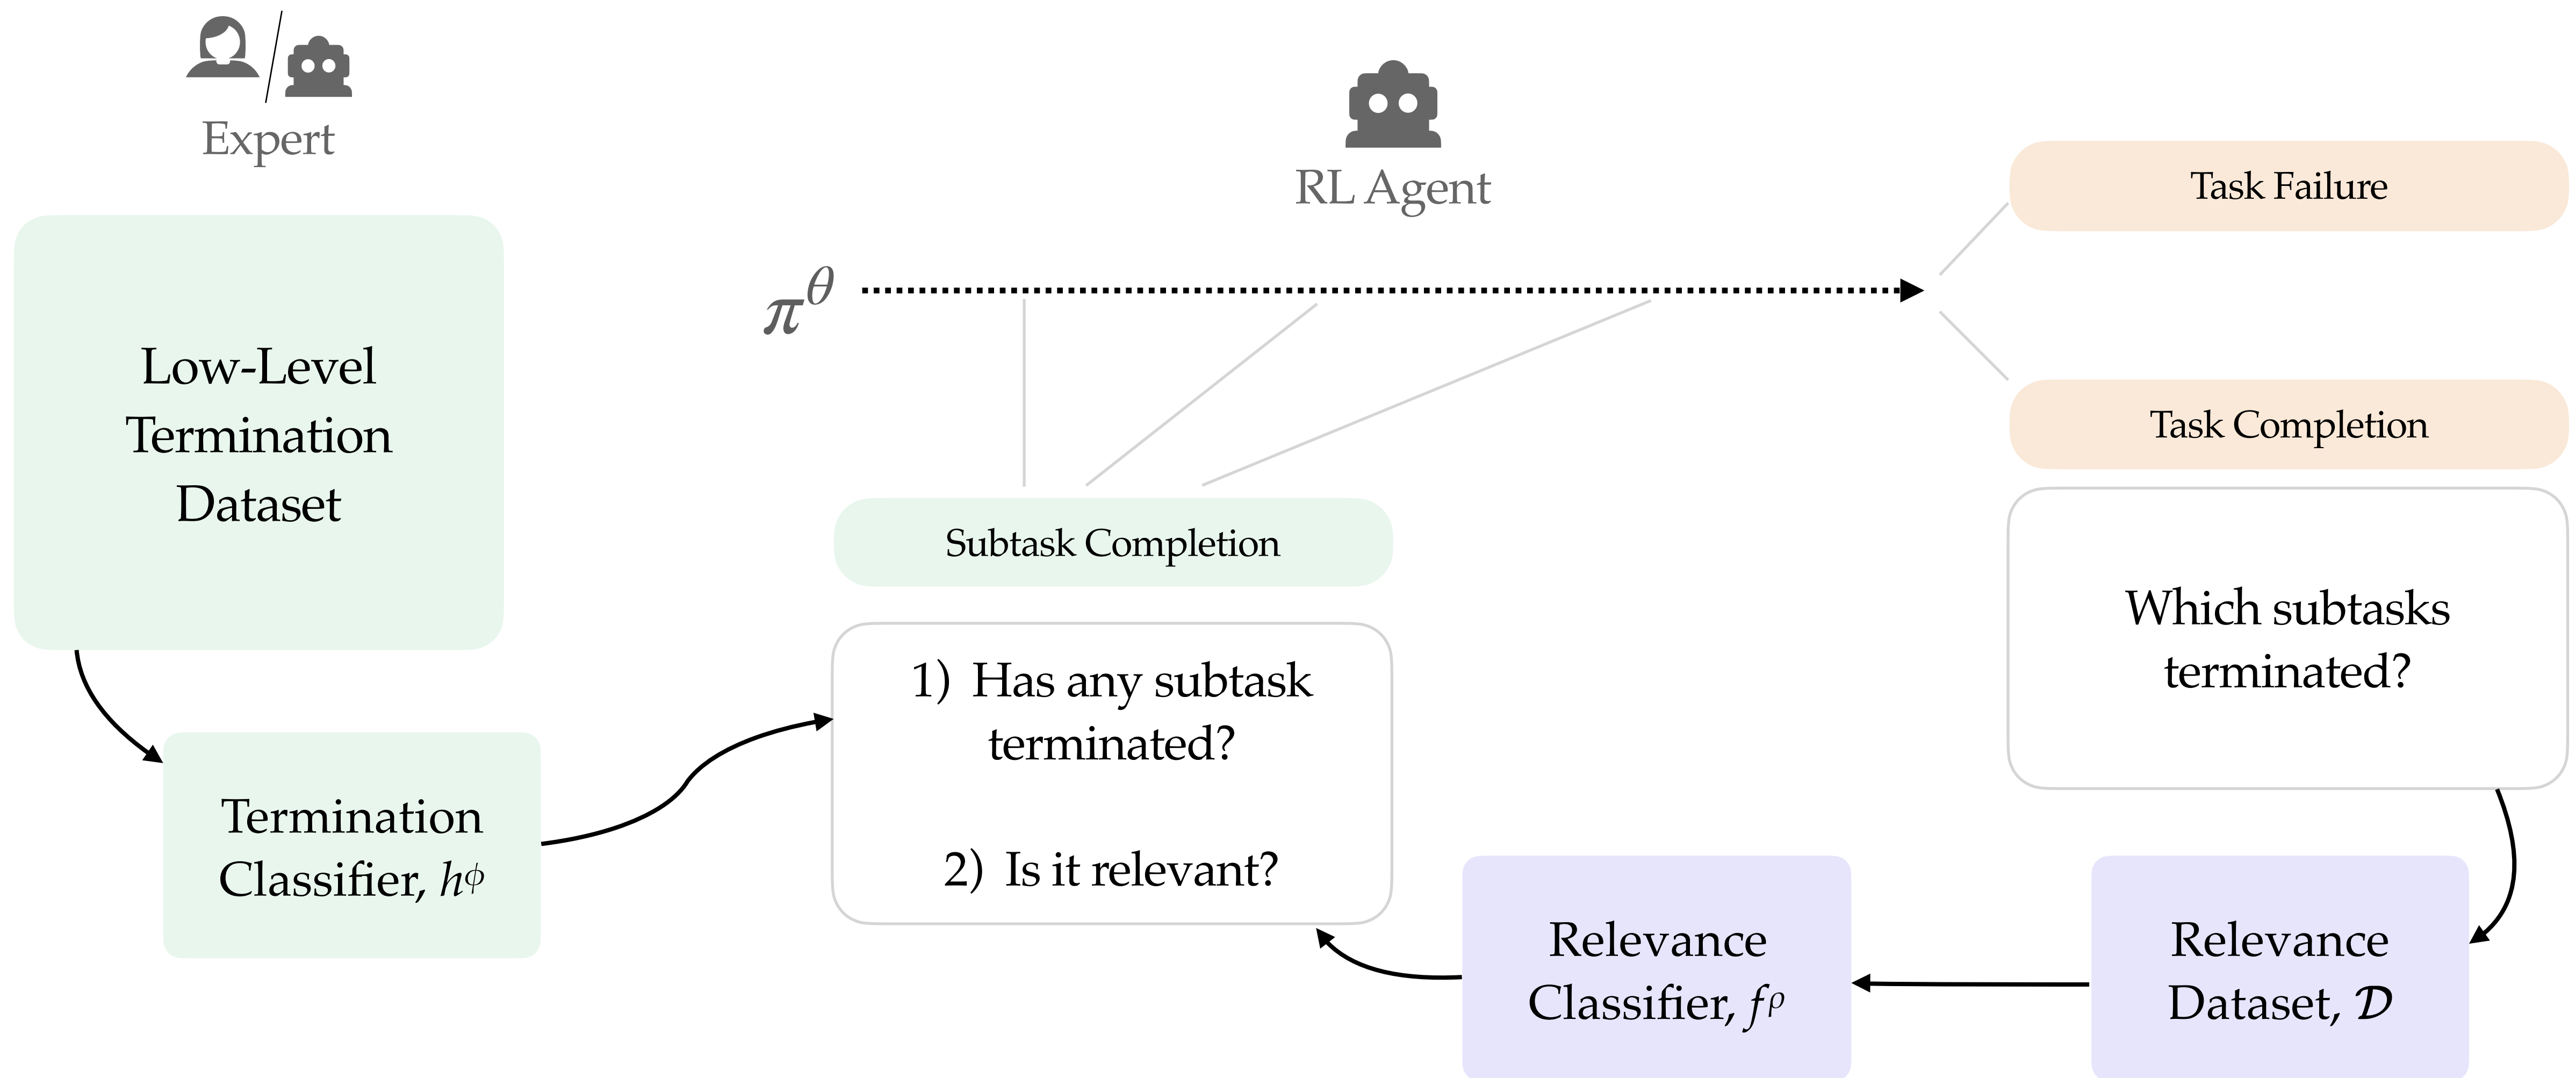 Expert
RL Agent
Low-Level
Termination
Dataset
Termination
Classifier, h^ϕ
π^θ
Subtask Completion
1) Has any subtask
terminated?
2) Is it relevant?
Task Failure
Task Completion
Which subtasks
terminated?
Relevance
Classifier, f^ρ
Relevance
Dataset, 𝒟